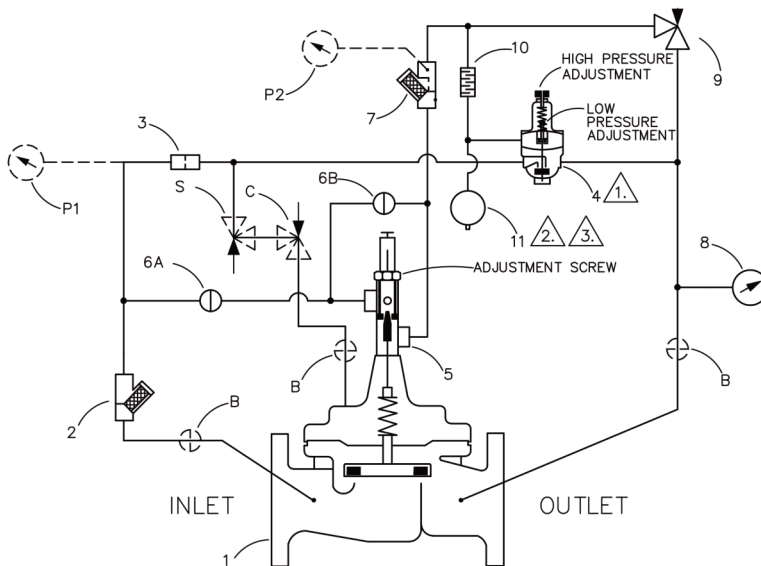 10
9
P2
7
HIGH PRESSURE
ADJUSTMENT
LOW
PRESSURE
ADJUSTMENT
3
P1
S
C
6B
4
1.
11
2.
3.
8
6A
ADJUSTMENT SCREW
B
5
B
2
B
INLET
OUTLET
1